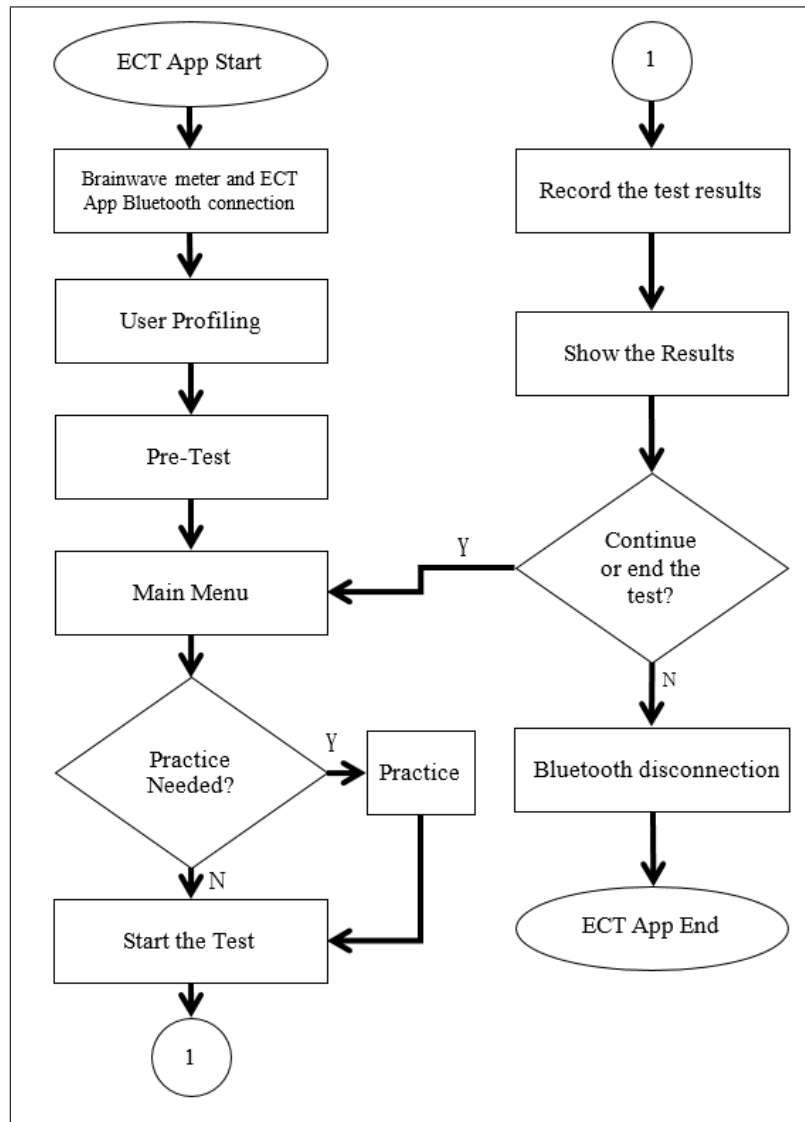 ECT App Start
Brainwave meter and ECT
App Bluetooth connection
User Profiling
Pre-Test
Main Menu
Practice
Needed?
Y
Practice
N
Start the Test
1
1
Record the test results
Show the Results
Continue
or end the
test?
Y
N
Bluetooth disconnection
ECT App End